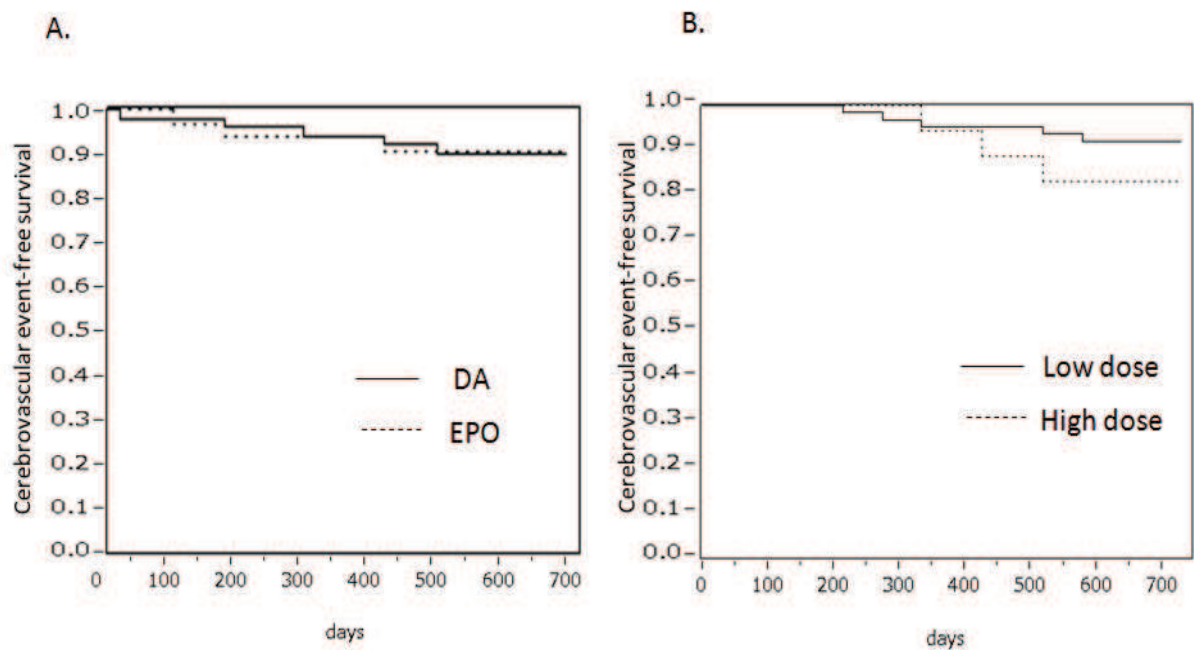 A.
Cerebrovascular event-free survival
1.0
0.9
0.8
0.7
0.6
0.5
0.4
0.3
0.2
0.1
0.0
DA
EPO
0 100 200 300 400 500 600 700
days
B.
Cerebrovascular event-free survival
1.0
0.9
0.8
0.7
0.6
0.5
0.4
0.3
0.2
0.1
0.0
Low dose
High dose
0 100 200 300 400 500 600 700
days